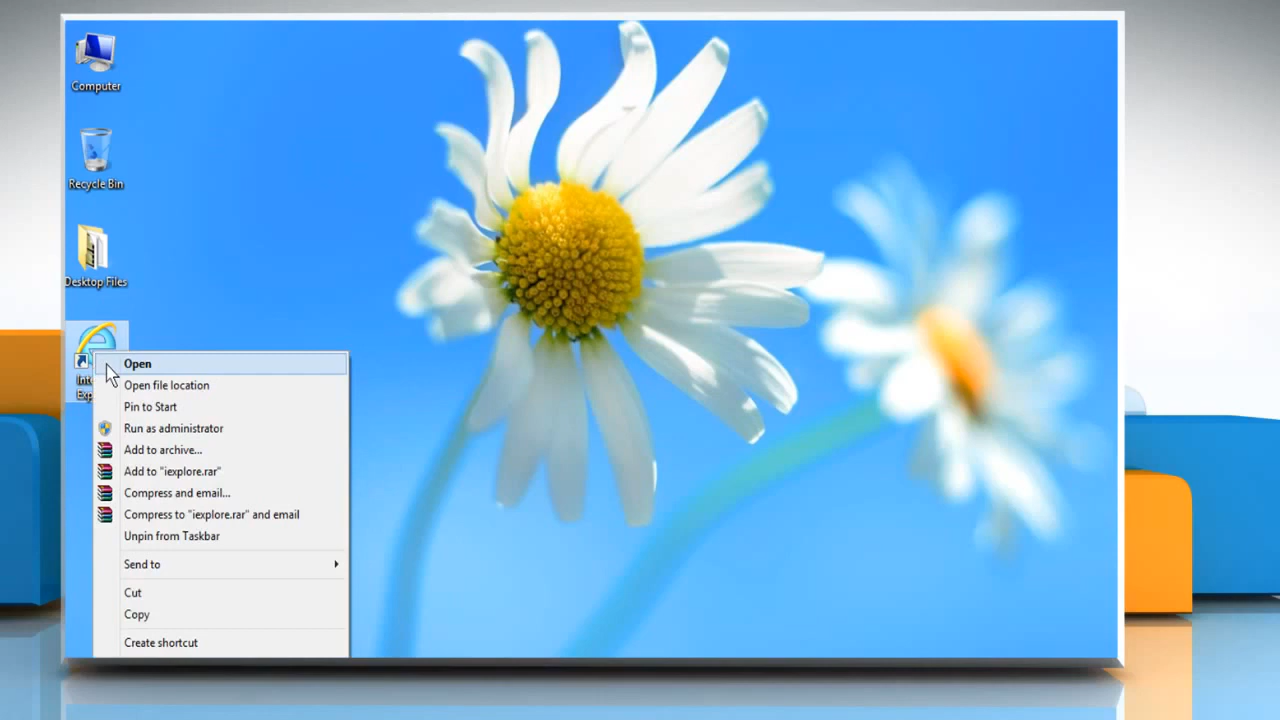 Computer
Recycle Bin
Desktop Files
Open
Open file location
Pin to Start
Run as administrator
Add to archive...
Add to "iexplore.rar"
Compress and email...
Compress to "iexplore.rar" and email
Unpin from Taskbar
Send to
Cut
Copy
Create shortcut